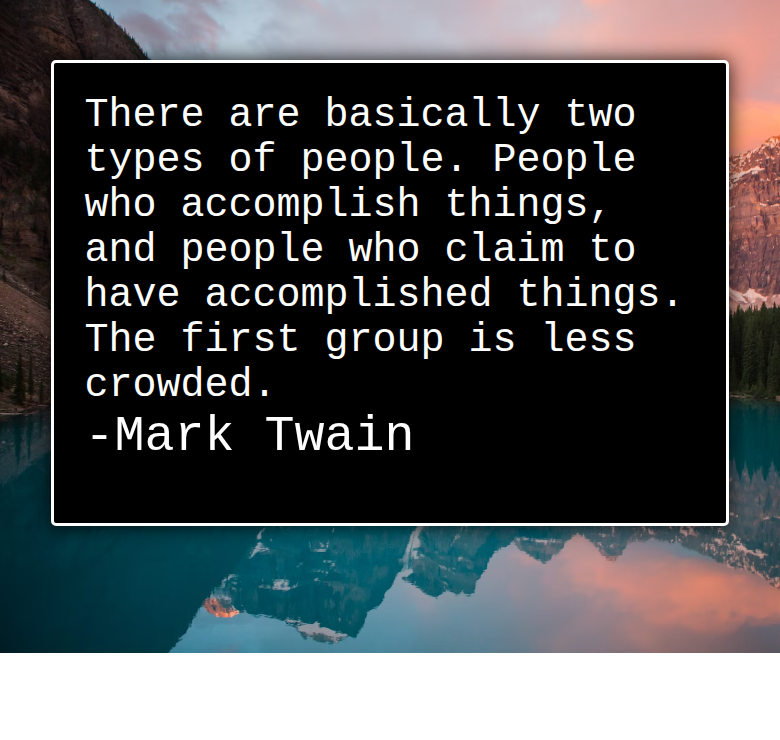 There are basically two
types of people. People
who accomplish things,
and people who claim to
have accomplished things.
The first group is less
crowded.
-Mark Twain